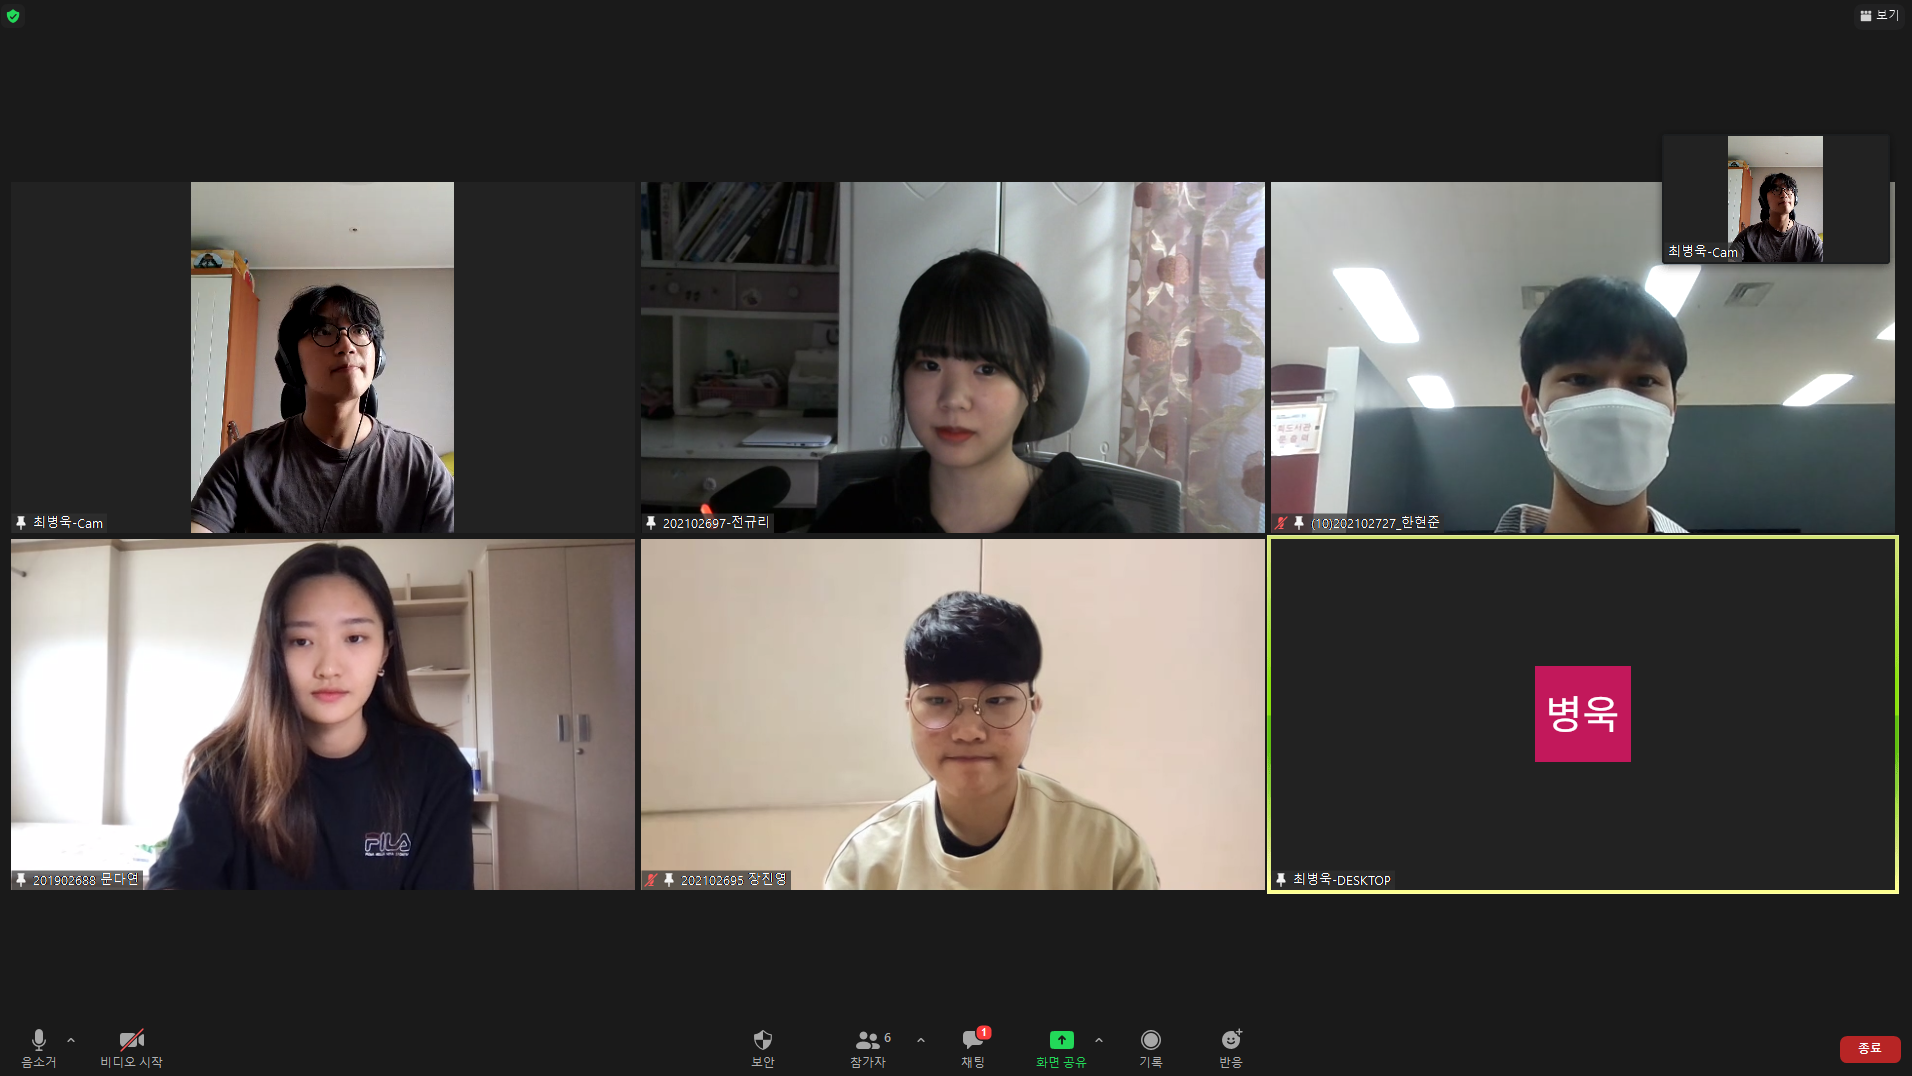 보기
최병욱-Cam
최병욱-Cam
202102697-전규리
(10)202102727_한현준
FILA
201902688 문다연
202102695 장진영
병욱
최병욱-DESKTOP
음소거
비디오 시작
보안
6
참가자
1
채팅
화면 공유
기록
반응
종료